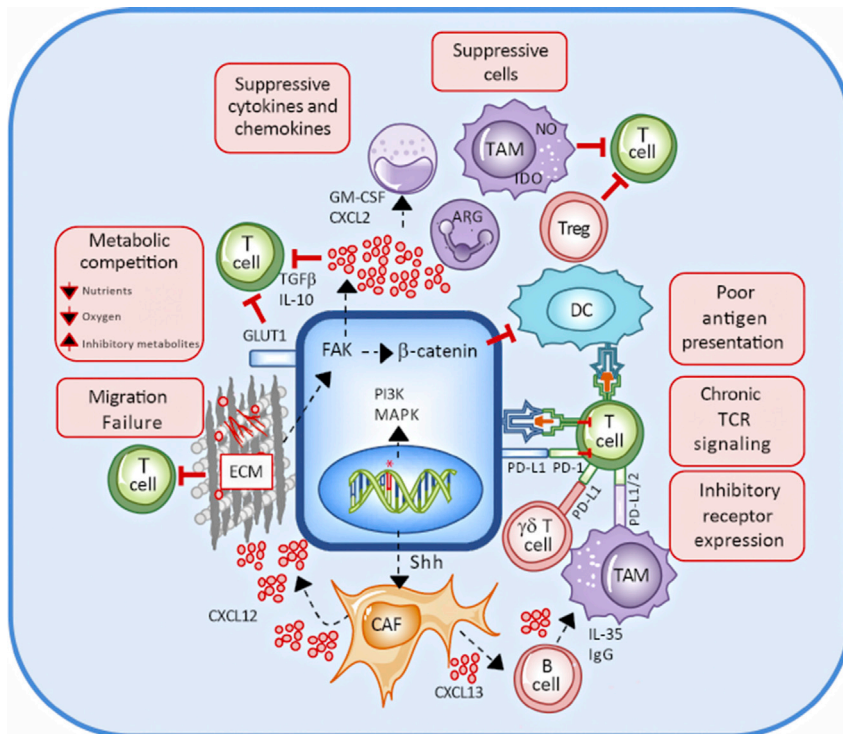 Suppressive
cytokines and
chemokines
Suppressive
cells
TAM
NO
IDO
T
cell
Treg
GM-CSF
CXCL2
ARG
Metabolic
competition
Nutrients
Oxygen
Inhibitory metabolites
T
cell
TGFβ
IL-10
GLUT1
DC
Poor
antigen
presentation
FAK
β-catenin
PI3K
MAPK
*
Migration
Failure
T
cell
ECM
T
cell
Chronic
TCR
signaling
PD-L1
PD-1
PD-L1
PD-L1/2
γδ T
cell
TAM
Inhibitory
receptor
expression
Shh
CXCL12
CAF
CXCL13
B
cell
IL-35
IgG